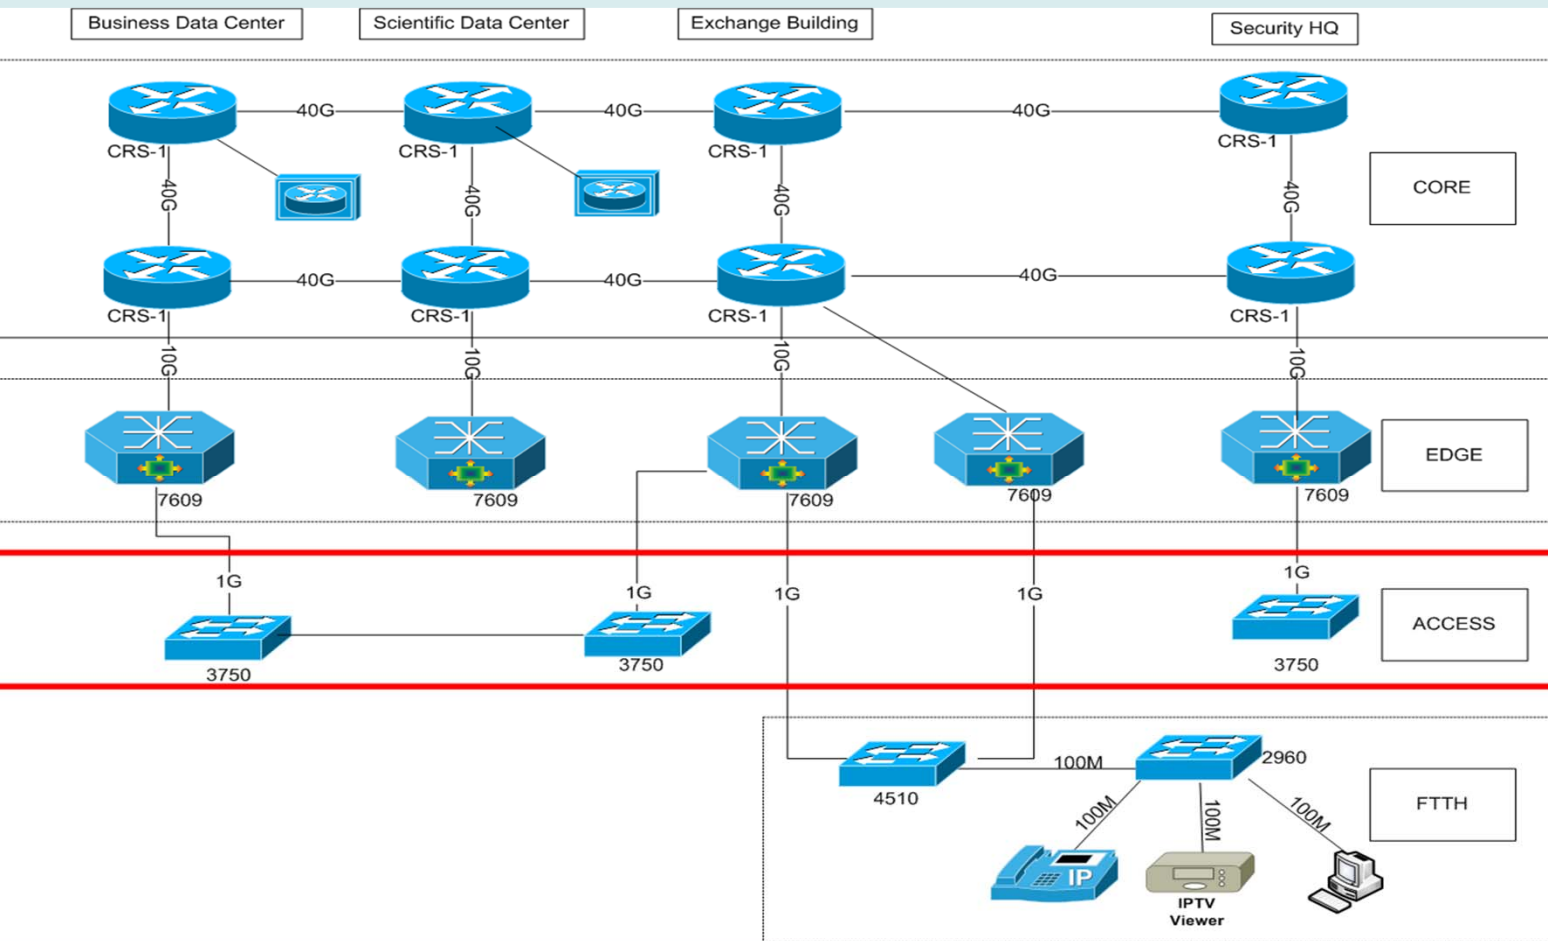 Business Data Center
Scientific Data Center
Exchange Building
Security HQ
40G
40G
40G
CRS-1
CRS-1
CRS-1
CRS-1
40G
40G
40G
40G
CORE
40G
40G
40G
CRS-1
CRS-1
CRS-1
CRS-1
10G
10G
10G
10G
EDGE
7609
7609
7609
7609
7609
1G
1G
1G
1G
1G
ACCESS
3750
3750
3750
100M
2960
4510
FTTH
100M
100M
100M
IP
IPTV
Viewer